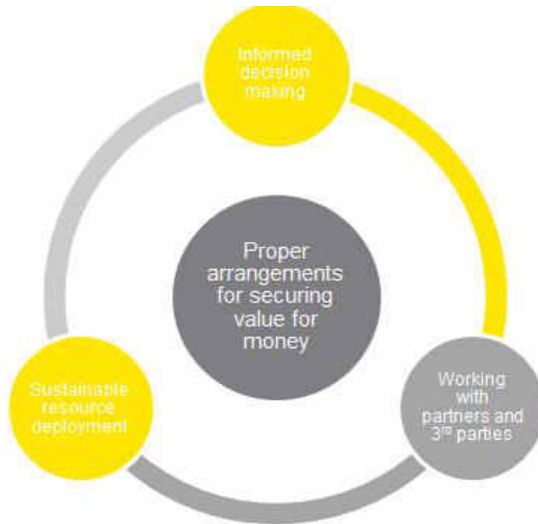 Informed
decision
making
Proper
arrangements
for securing
value for
money
Sustainable
resource
deployment
Working
with
partners and
3rd parties